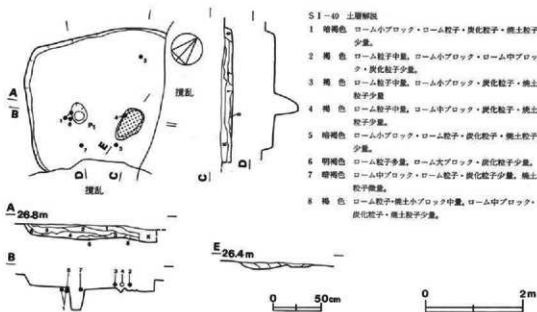 SI-40 土層解説
1 暗褐色 ローム小ブロック・ローム粒子・炭化粒子・焼土粒子
少量。
2 褐色 ローム粒子中量、ローム小ブロック・ローム中ブロッ
ク・炭化粒子少量。
3 褐色 ローム粒子中量、ローム小ブロック・炭化粒子・焼土
粒子少量
4 褐色 ローム粒子中量、ローム中ブロック・炭化粒子・焼土
粒子少量。
5 暗褐色 ローム小ブロック・ローム粒子・炭化粒子・焼土粒子
少量。
6 明褐色 ローム粒子多量、ローム大ブロック・炭化粒子少量。
7 暗褐色 ローム中ブロック・ローム粒子・炭化粒子少量、焼土
粒子微量。
8 褐色 ローム粒子・焼土小ブロック中量、ローム中ブロック・
炭化粒子・焼土粒子少量。
撹乱
A
B
P1
E
D
C
撹乱
C
D
A 26.8m
B
E 26.4m
0 50cm
0 2m